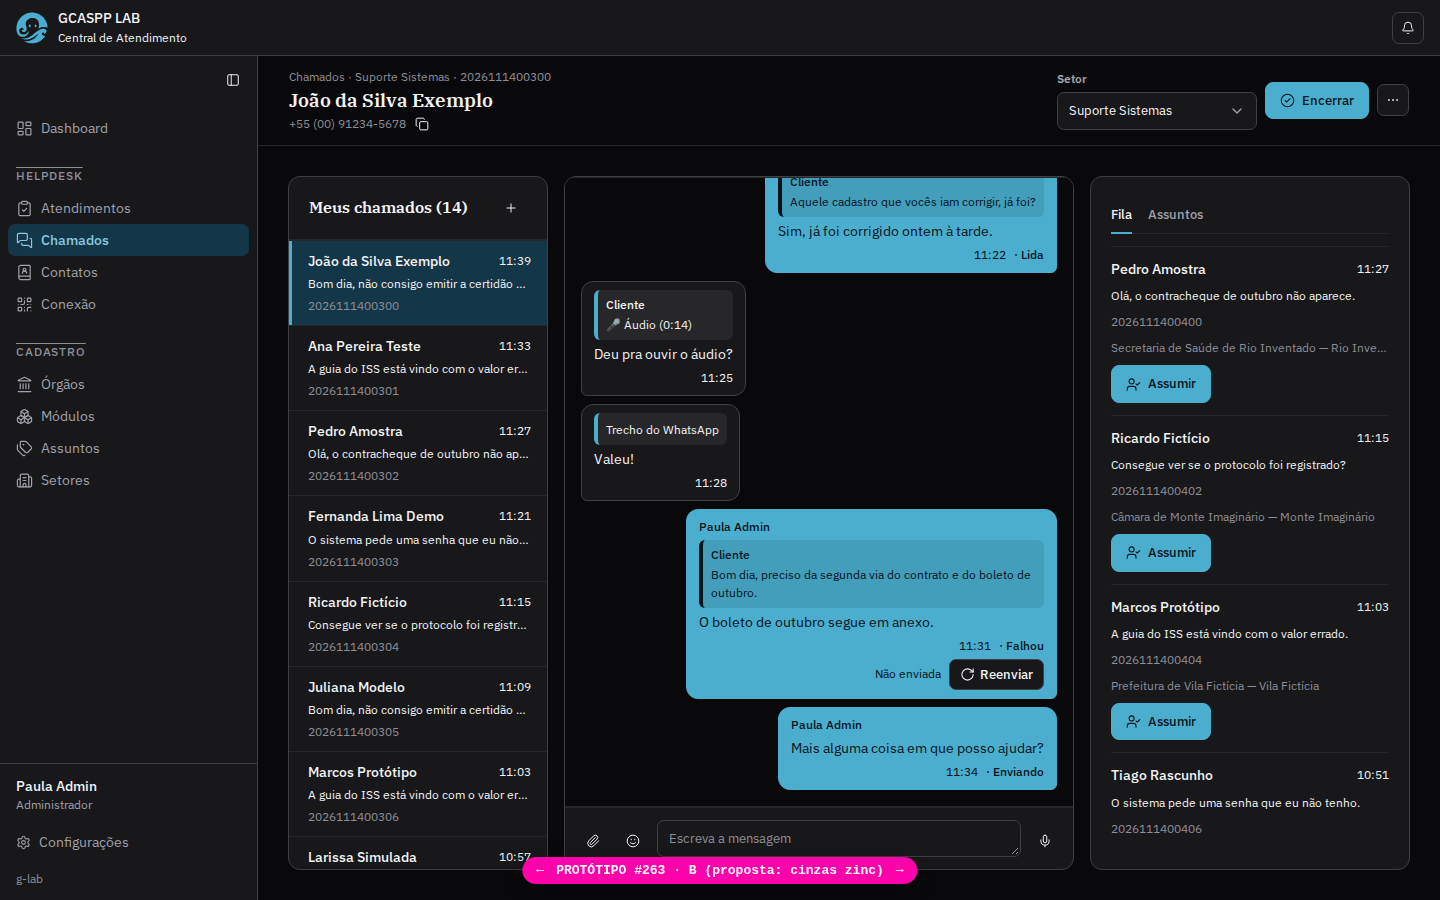 GCASPP LAB
Central de Atendimento
Dashboard
HELPDESK
Atendimentos
Chamados
Contatos
Conexão
CADASTRO
Órgãos
Módulos
Assuntos
Setores
Paula Admin
Administrador
Configurações
g-lab
Chamados · Suporte Sistemas · 2026111400300
João da Silva Exemplo
+55 (00) 91234-5678
Setor
Suporte Sistemas
Encerrar
Meus chamados (14)
João da Silva Exemplo 11:39
Bom dia, não consigo emitir a certidão ...
2026111400300
Ana Pereira Teste 11:33
A guia do ISS está vindo com o valor er...
2026111400301
Pedro Amostra 11:27
Olá, o contracheque de outubro não ap...
2026111400302
Fernanda Lima Demo 11:21
O sistema pede uma senha que eu não...
2026111400303
Ricardo Fictício 11:15
Consegue ver se o protocolo foi registr...
2026111400304
Juliana Modelo 11:09
Bom dia, não consigo emitir a certidão ...
2026111400305
Marcos Protótipo 11:03
A guia do ISS está vindo com o valor er...
2026111400306
Larissa Simulada 10:57
Cliente
Aquele cadastro que vocês iam corrigir, já foi?
Sim, já foi corrigido ontem à tarde.
11:22 · Lida
Cliente
🎤 Áudio (0:14)
Deu pra ouvir o áudio?
11:25
Trecho do WhatsApp
Valeu!
11:28
Paula Admin
Cliente
Bom dia, preciso da segunda via do contrato e do boleto de
outubro.
O boleto de outubro segue em anexo.
11:31 · Falhou
Não enviada Reenviar
Paula Admin
Mais alguma coisa em que posso ajudar?
11:34 · Enviando
Escreva a mensagem
Fila Assuntos
Pedro Amostra 11:27
Olá, o contracheque de outubro não aparece.
2026111400400
Secretaria de Saúde de Rio Inventado — Rio Inve...
Assumir
Ricardo Fictício 11:15
Consegue ver se o protocolo foi registrado?
2026111400402
Câmara de Monte Imaginário — Monte Imaginário
Assumir
Marcos Protótipo 11:03
A guia do ISS está vindo com o valor errado.
2026111400404
Prefeitura de Vila Fictícia — Vila Fictícia
Assumir
Tiago Rascunho 10:51
O sistema pede uma senha que eu não tenho.
2026111400406
← PROTÓTIPO #263 · B (proposta: cinzas zinc) →